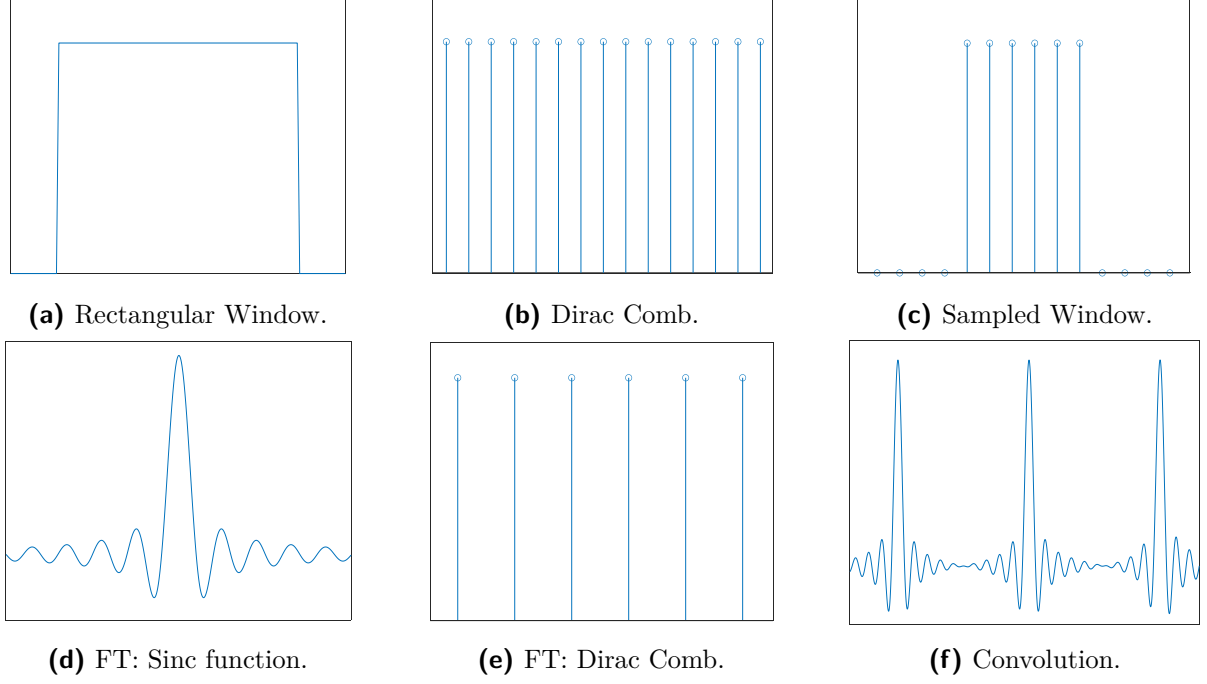 (a) Rectangular Window.
(b) Dirac Comb.
(c) Sampled Window.
(d) FT: Sinc function.
(e) FT: Dirac Comb.
(f) Convolution.